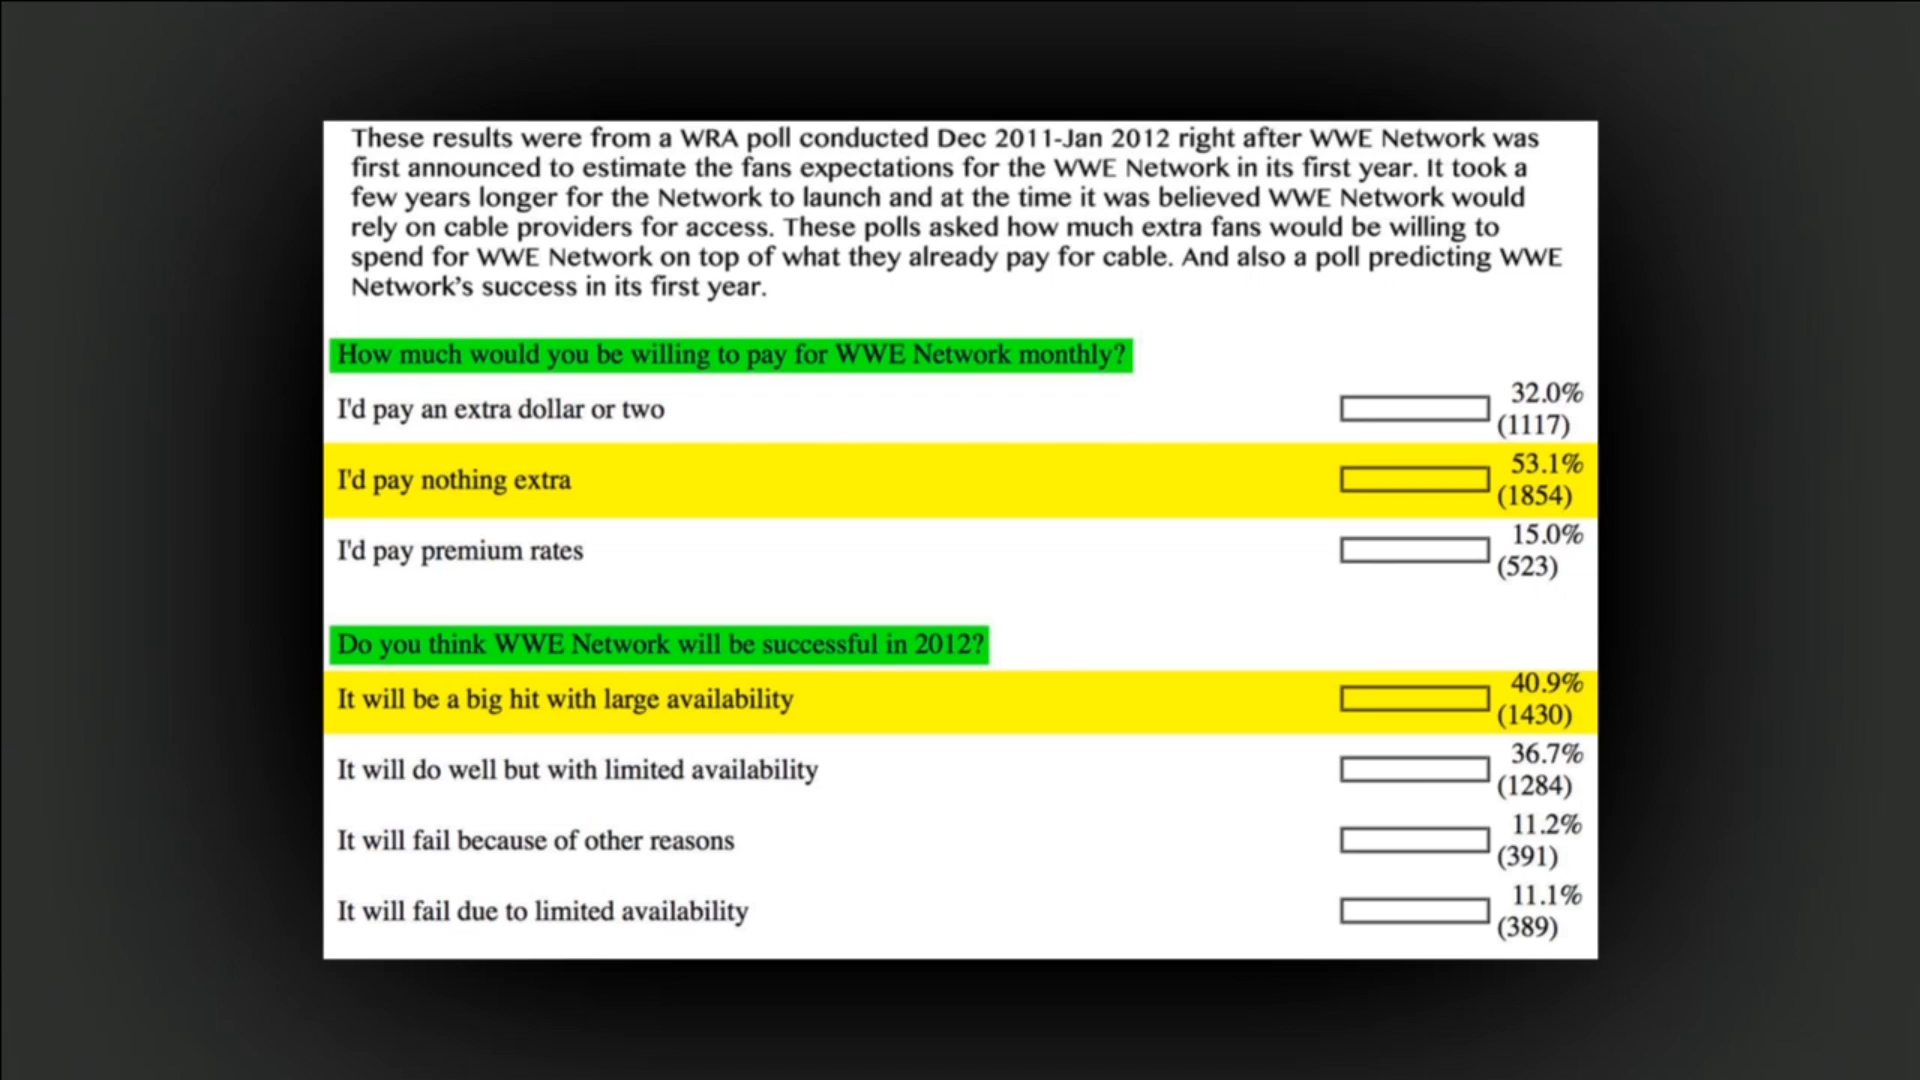 These results were from a WRA poll conducted Dec 2011-Jan 2012 right after WWE Network was
first announced to estimate the fans expectations for the WWE Network in its first year. It took a
few years longer for the Network to launch and at the time it was believed WWE Network would
rely on cable providers for access. These polls asked how much extra fans would be willing to
spend for WWE Network on top of what they already pay for cable. And also a poll predicting WWE
Network's success in its first year.
How much would you be willing to pay for WWE Network monthly?
I'd pay an extra dollar or two 32.0%
(1117)
I'd pay nothing extra 53.1%
(1854)
I'd pay premium rates 15.0%
(523)
Do you think WWE Network will be successful in 2012?
It will be a big hit with large availability 40.9%
(1430)
It will do well but with limited availability 36.7%
(1284)
It will fail because of other reasons 11.2%
(391)
It will fail due to limited availability 11.1%
(389)